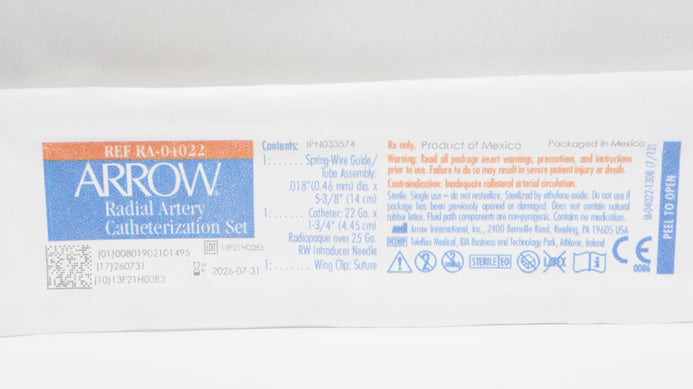 REF RA-04022
ARROW
Radial Artery
Catheterization Set
(01)00801902101495
(17)260731
(10)13F21H0283
LOT 13F21H0283
2026-07-31
Contents: IPN033574
1: ....... Spring-Wire Guide/
Tube Assembly:
.018" (0.46 mm) dia. x
5-3/8" (14 cm)
1: ....... Catheter: 22 Ga. x
1-3/4" (4.45 cm)
Radiopaque over 25 Ga.
RW Introducer Needle
1: ....... Wing Clip; Suture
Rx only. Product of Mexico Packaged in Mexico
Warning: Read all package insert warnings, precautions, and instructions
prior to use. Failure to do so may result in severe patient injury or death.
Contraindication: Inadequate collateral arterial circulation.
Sterile. Single use – do not resterilize. Sterilized by ethylene oxide. Do not use if
package has been previously opened or damaged. Does not contain natural
rubber latex. Fluid path components are non-pyrogenic. Contains no medication.
Arrow International, Inc., 2400 Bernville Road, Reading, PA 19605 USA
EC REP Teleflex Medical, IDA Business and Technology Park, Athlone, Ireland
STERILE EO
LATEX
CE
0086
IA-04022-130B (7/12)
PEEL TO OPEN